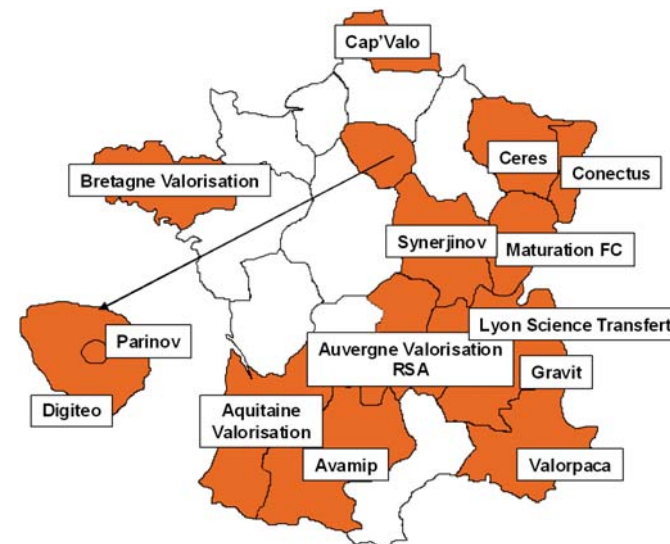 Cap'Valo
Ceres
Conectus
Bretagne Valorisation
Synerjinov
Maturation FC
Lyon Science Transfert
Parinov
Auvergne Valorisation
RSA
Gravit
Digiteo
Aquitaine
Valorisation
Avamip
Valorpaca